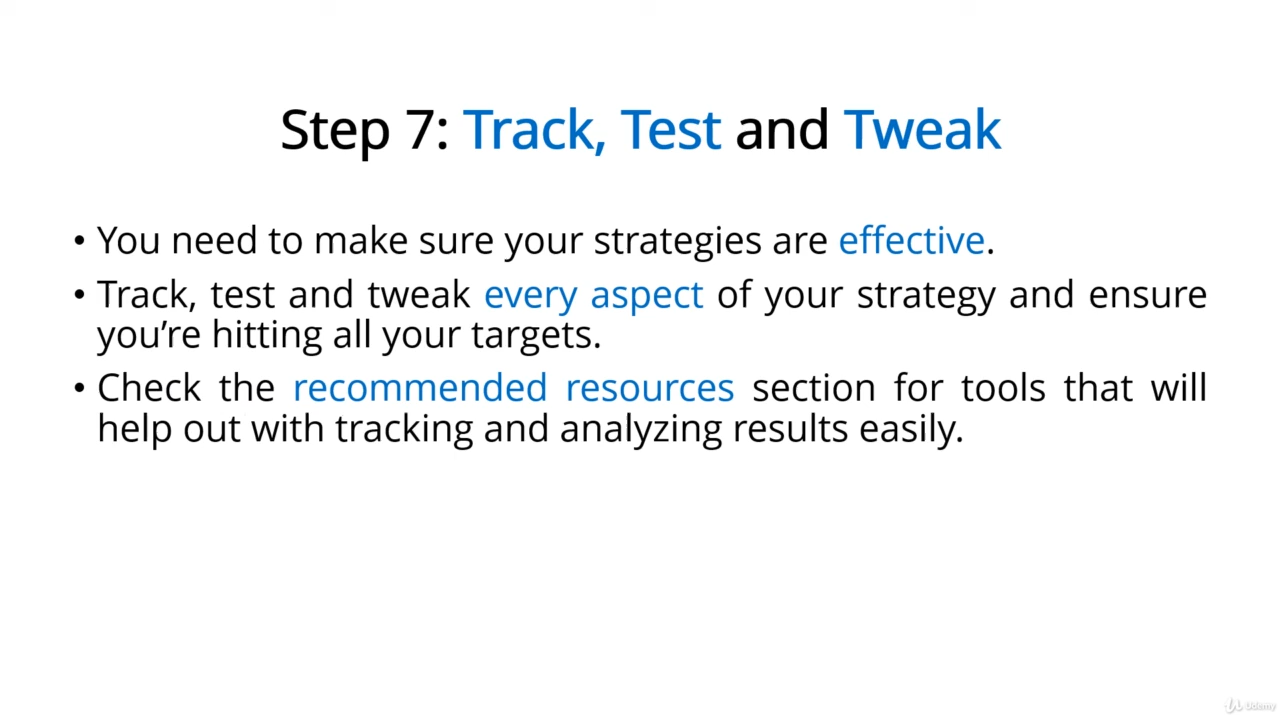 Step 7: Track, Test and Tweak
• You need to make sure your strategies are effective.
• Track, test and tweak every aspect of your strategy and ensure
you’re hitting all your targets.
• Check the recommended resources section for tools that will
help out with tracking and analyzing results easily.
Udemy